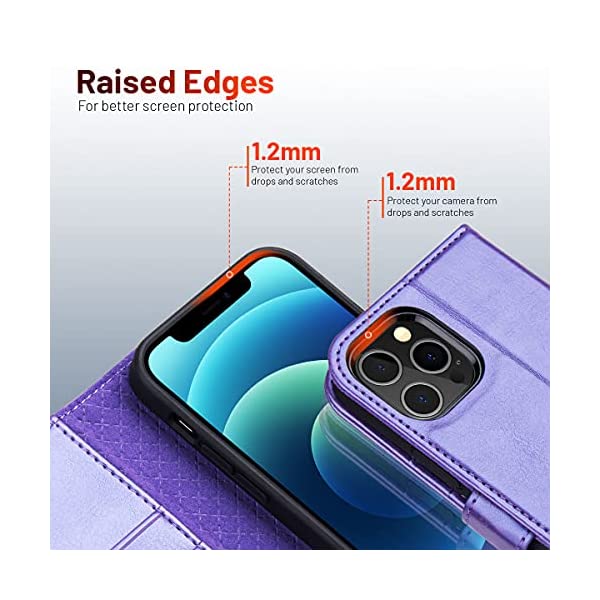 Raised Edges
For better screen protection
1.2mm
Protect your screen from
drops and scratches
1.2mm
Protect your camera from
drops and scratches